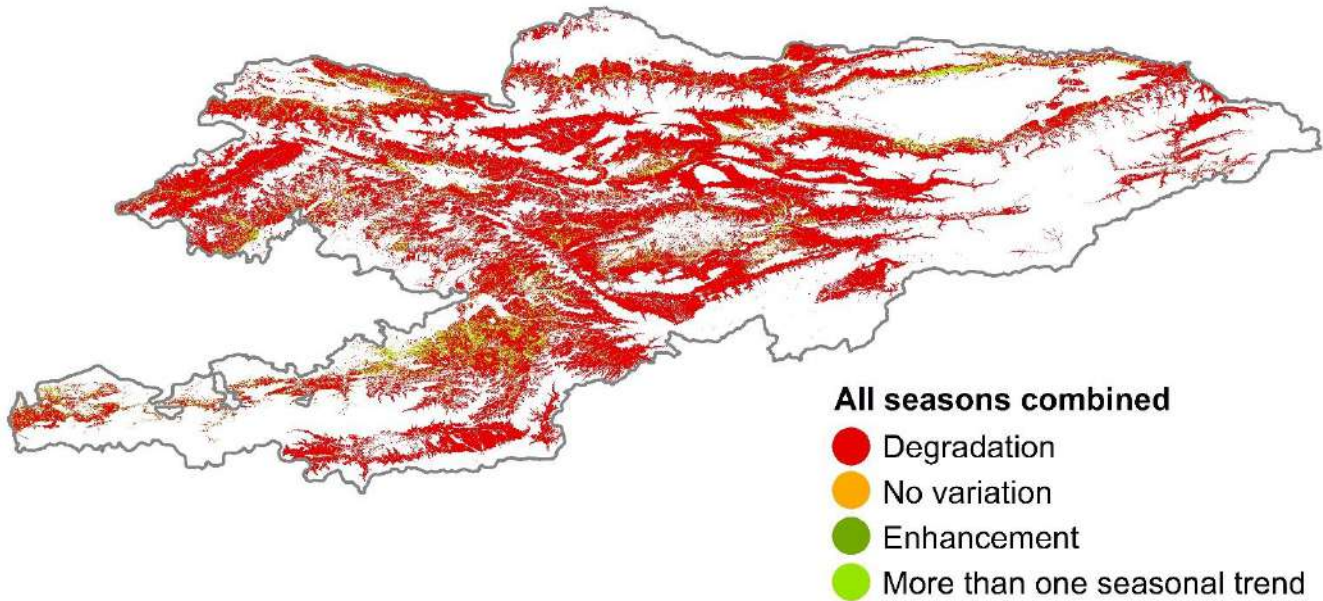 All seasons combined
Degradation
No variation
Enhancement
More than one seasonal trend